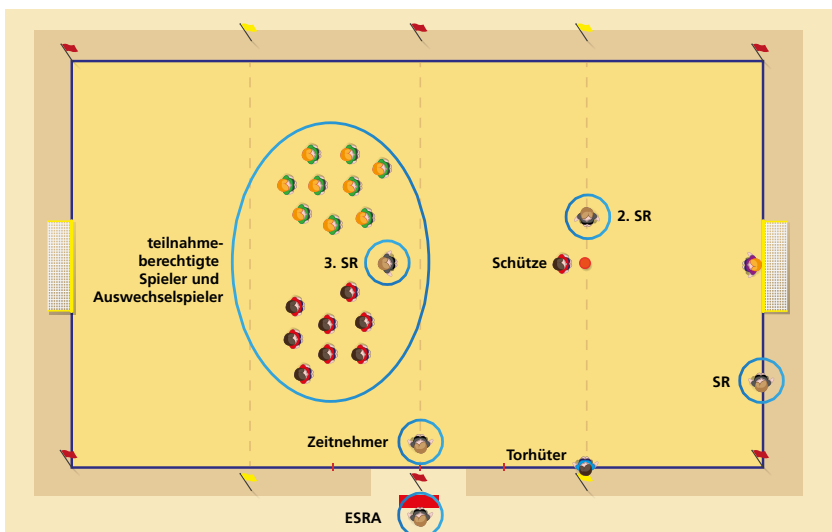 2. SR
teilnahme-
berechtigte
Spieler und
Auswechselspieler
3. SR
Schütze
SR
Zeitnehmer
Torhüter
ESRA